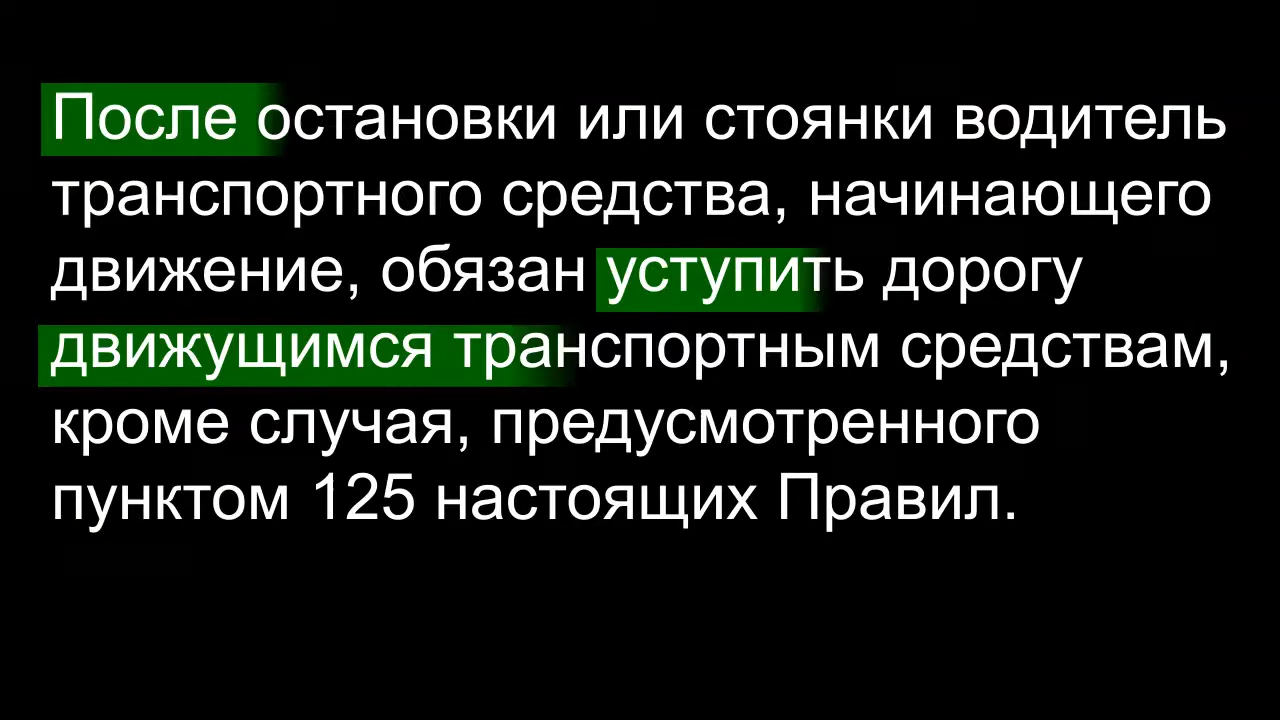 После остановки или стоянки водитель
транспортного средства, начинающего
движение, обязан уступить дорогу
движущимся транспортным средствам,
кроме случая, предусмотренного
пунктом 125 настоящих Правил.